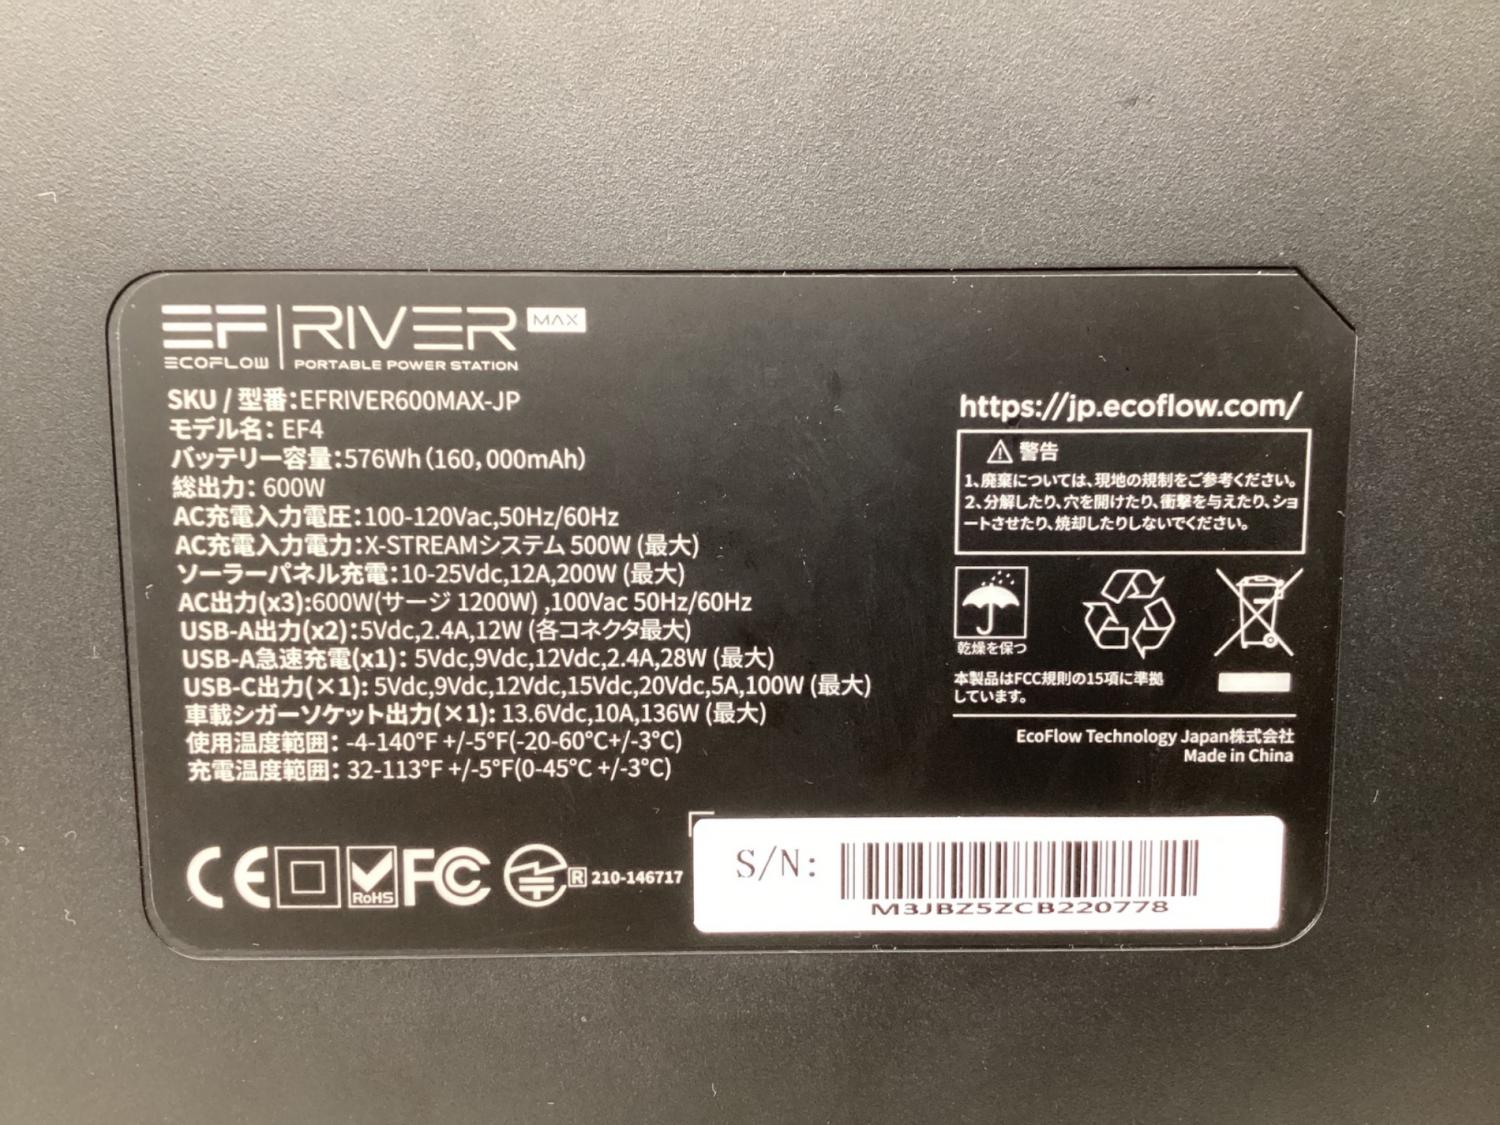 EF RIVER MAX
ECOFLOW PORTABLE POWER STATION
SKU / 型番:EFRIVER600MAX-JP
モデル名: EF4
バッテリー容量:576Wh(160,000mAh)
総出力: 600W
AC充電入力電圧:100-120Vac,50Hz/60Hz
AC充電入力電力:X-STREAMシステム 500W (最大)
ソーラーパネル充電:10-25Vdc,12A,200W (最大)
AC出力(x3):600W(サージ 1200W) ,100Vac 50Hz/60Hz
USB-A出力(x2):5Vdc,2.4A,12W (各コネクタ最大)
USB-A急速充電(x1): 5Vdc,9Vdc,12Vdc,2.4A,28W (最大)
USB-C出力(×1): 5Vdc,9Vdc,12Vdc,15Vdc,20Vdc,5A,100W (最大)
車載シガーソケット出力(×1): 13.6Vdc,10A,136W (最大)
使用温度範囲: -4-140°F +/-5°F(-20-60°C+/-3°C)
充電温度範囲: 32-113°F +/-5°F(0-45°C +/-3°C)
https://jp.ecoflow.com/
警告
1、廃棄については、現地の規制をご参考ください。
2、分解したり、穴を開けたり、衝撃を与えたり、ショ
ートさせたり、焼却したりしないでください。
乾燥を保つ
本製品はFCC規則の15項に準拠
しています。
EcoFlow Technology Japan株式会社
Made in China
CE RoHS FC R 210-146717
S/N:
M3JBZ5ZCB220778